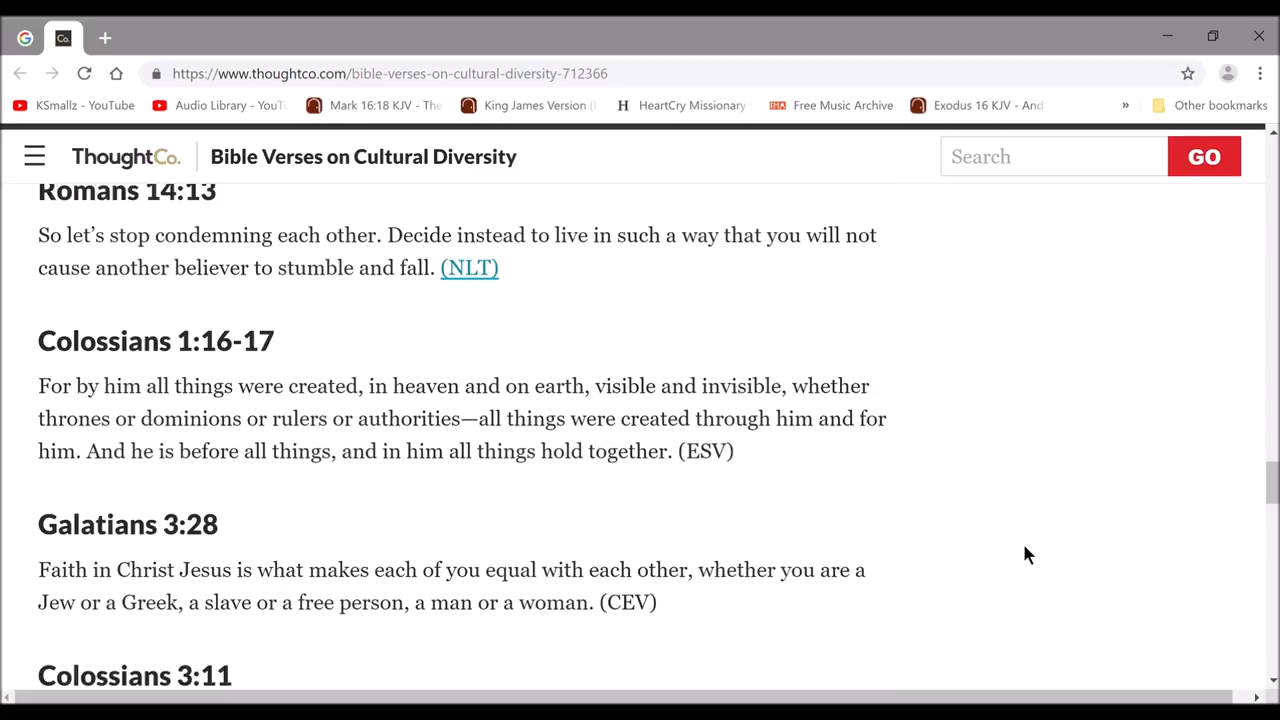 Co.
https://www.thoughtco.com/bible-verses-on-cultural-diversity-712366
KSmallz - YouTube
Audio Library - YouT
Mark 16:18 KJV - The
King James Version (
HeartCry Missionary
Free Music Archive
Exodus 16 KJV - And
»
Other bookmarks
ThoughtCo.
Bible Verses on Cultural Diversity
Search
GO
Romans 14:13
So let’s stop condemning each other. Decide instead to live in such a way that you will not
cause another believer to stumble and fall. (NLT)
Colossians 1:16-17
For by him all things were created, in heaven and on earth, visible and invisible, whether
thrones or dominions or rulers or authorities—all things were created through him and for
him. And he is before all things, and in him all things hold together. (ESV)
Galatians 3:28
Faith in Christ Jesus is what makes each of you equal with each other, whether you are a
Jew or a Greek, a slave or a free person, a man or a woman. (CEV)
Colossians 3:11